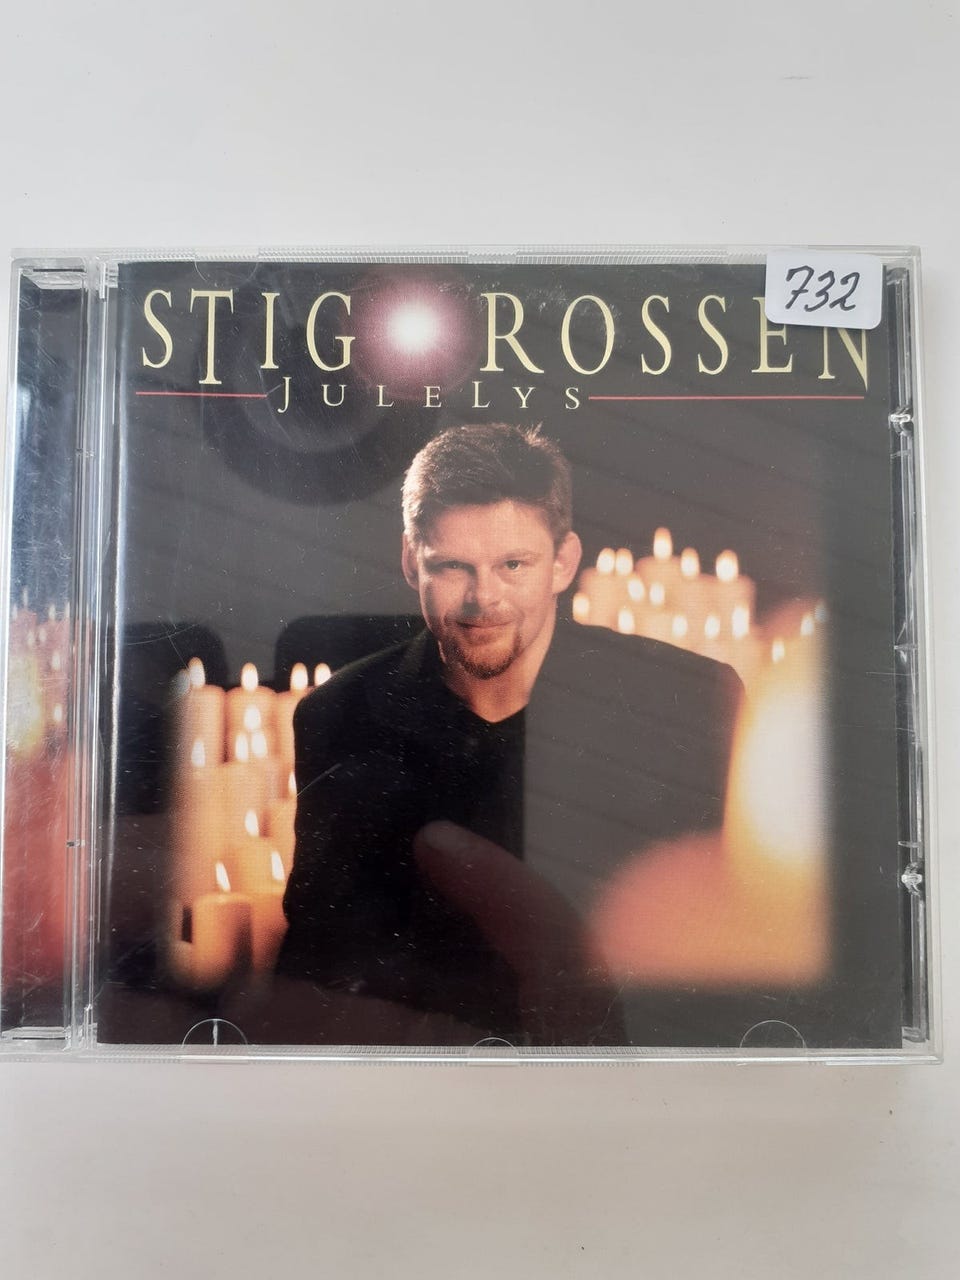 732
STIG ROSSEN
JULELYS